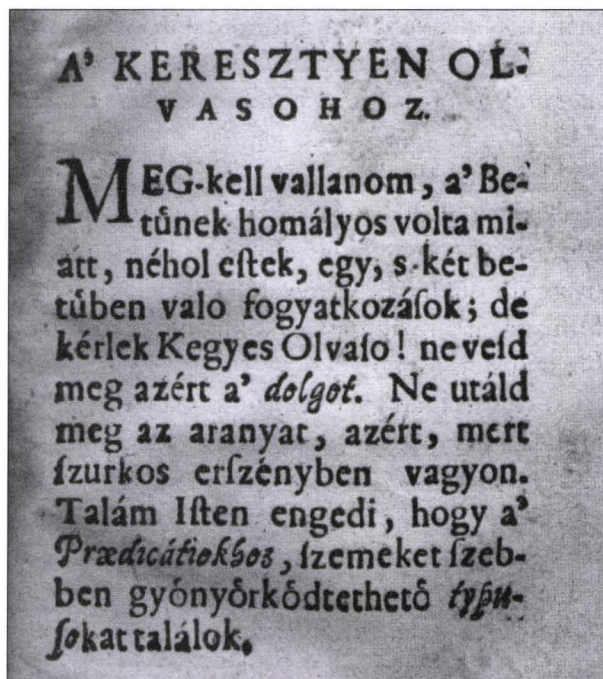 A' KERESZTYEN OL-
VASOHOZ.
MEG-kell vallanom, a' Be-
tűnek homályos volta mi-
att, néhol eſtek, egy, s-két be-
tűben valo fogyatkozáſok; de
kérlek Kegyes Olvaſo! ne veſd
meg azért a' dolgot. Ne utáld
meg az aranyat, azért, mert
ſzurkos erſzényben vagyon.
Talám Iſten engedi, hogy a'
Prædicátiokhoz, ſzemeket ſzeb-
ben gyönyörködtethető typu-
ſokat találok.